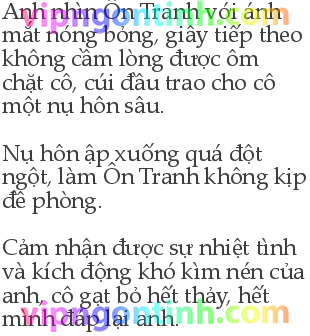 Anh nhìn Ôn Tranh với ánh
mắt nóng bỏng, giây tiếp theo
không cầm lòng được ôm
chặt cô, cúi đầu trao cho cô
một nụ hôn sâu.
Nụ hôn ập xuống quá đột
ngột, làm Ôn Tranh không kịp
đề phòng.
Cảm nhận được sự nhiệt tình
và kích động khó kìm nén của
anh, cô gạt bỏ hết thảy, hết
mình đáp lại anh.
vipngontinh.com
vipngontinh.com